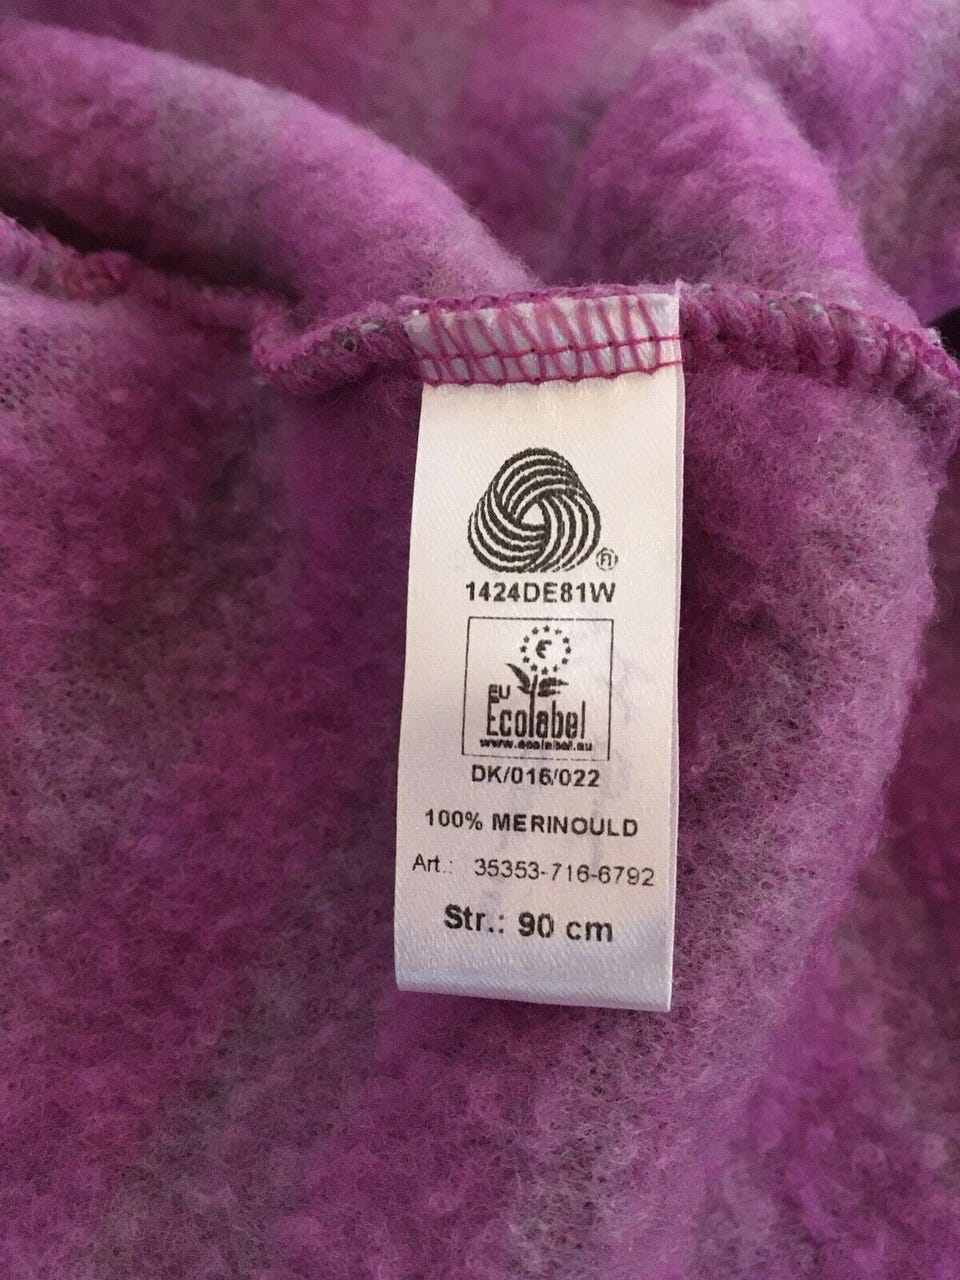 1424DE81W
EU
Ecolabel
www.ecolabel.eu
DK/016/022
100% MERINOULD
Art.: 35353-716-6792
Str.: 90 cm